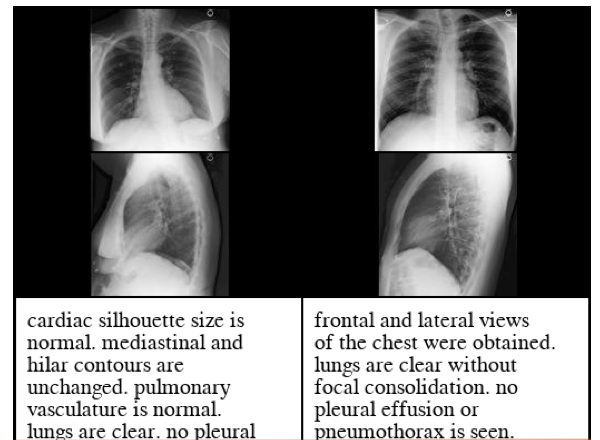 cardiac silhouette size is
normal. mediastinal and
hilar contours are
unchanged. pulmonary
vasculature is normal.
lungs are clear. no pleural
frontal and lateral views
of the chest were obtained.
lungs are clear without
focal consolidation. no
pleural effusion or
pneumothorax is seen.